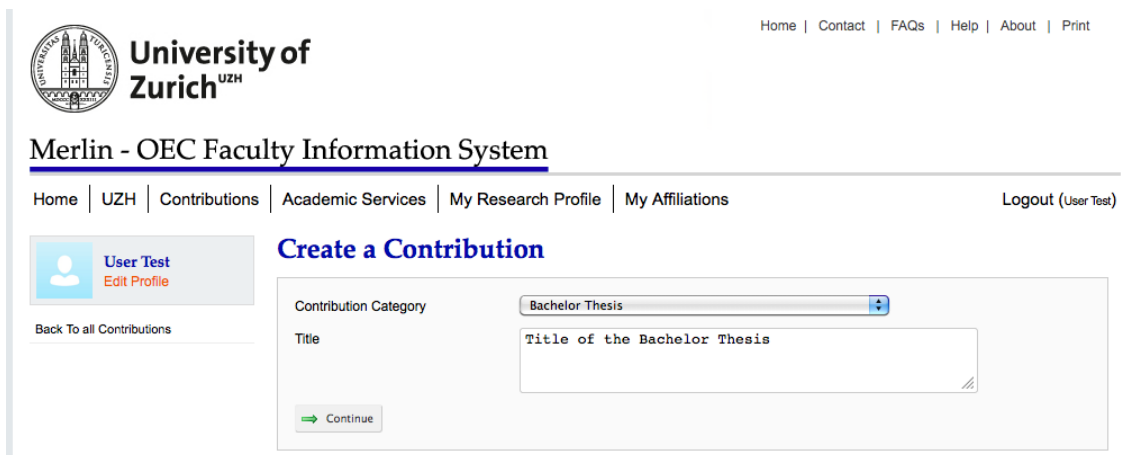 Home | Contact | FAQs | Help | About | Print
University of
Zurich UZH
Merlin - OEC Faculty Information System
Home | UZH | Contributions | Academic Services | My Research Profile | My Affiliations Logout (User Test)
User Test
Edit Profile
Back To all Contributions
Create a Contribution
Contribution Category Bachelor Thesis
Title Title of the Bachelor Thesis
Continue